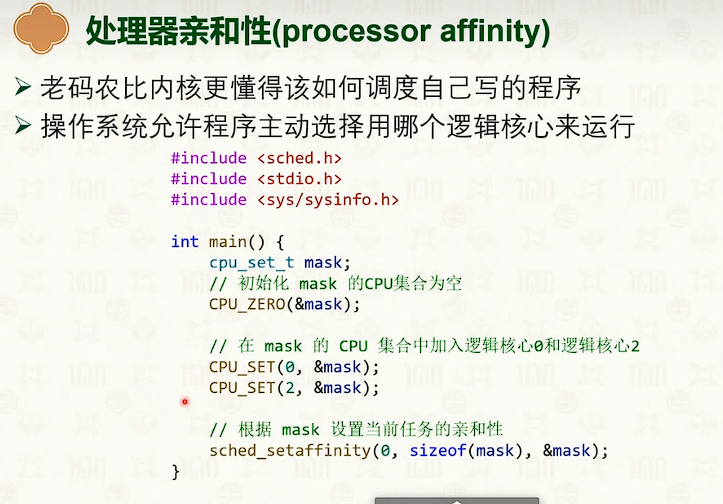 处理器亲和性(processor affinity)
老码农比内核更懂得该如何调度自己写的程序
操作系统允许程序主动选择用哪个逻辑核心来运行
#include <sched.h>
#include <stdio.h>
#include <sys/sysinfo.h>
int main() {
cpu_set_t mask;
// 初始化 mask 的CPU集合为空
CPU_ZERO(&mask);
// 在 mask 的 CPU 集合中加入逻辑核心0和逻辑核心2
CPU_SET(0, &mask);
CPU_SET(2, &mask);
// 根据 mask 设置当前任务的亲和性
sched_setaffinity(0, sizeof(mask), &mask);
}